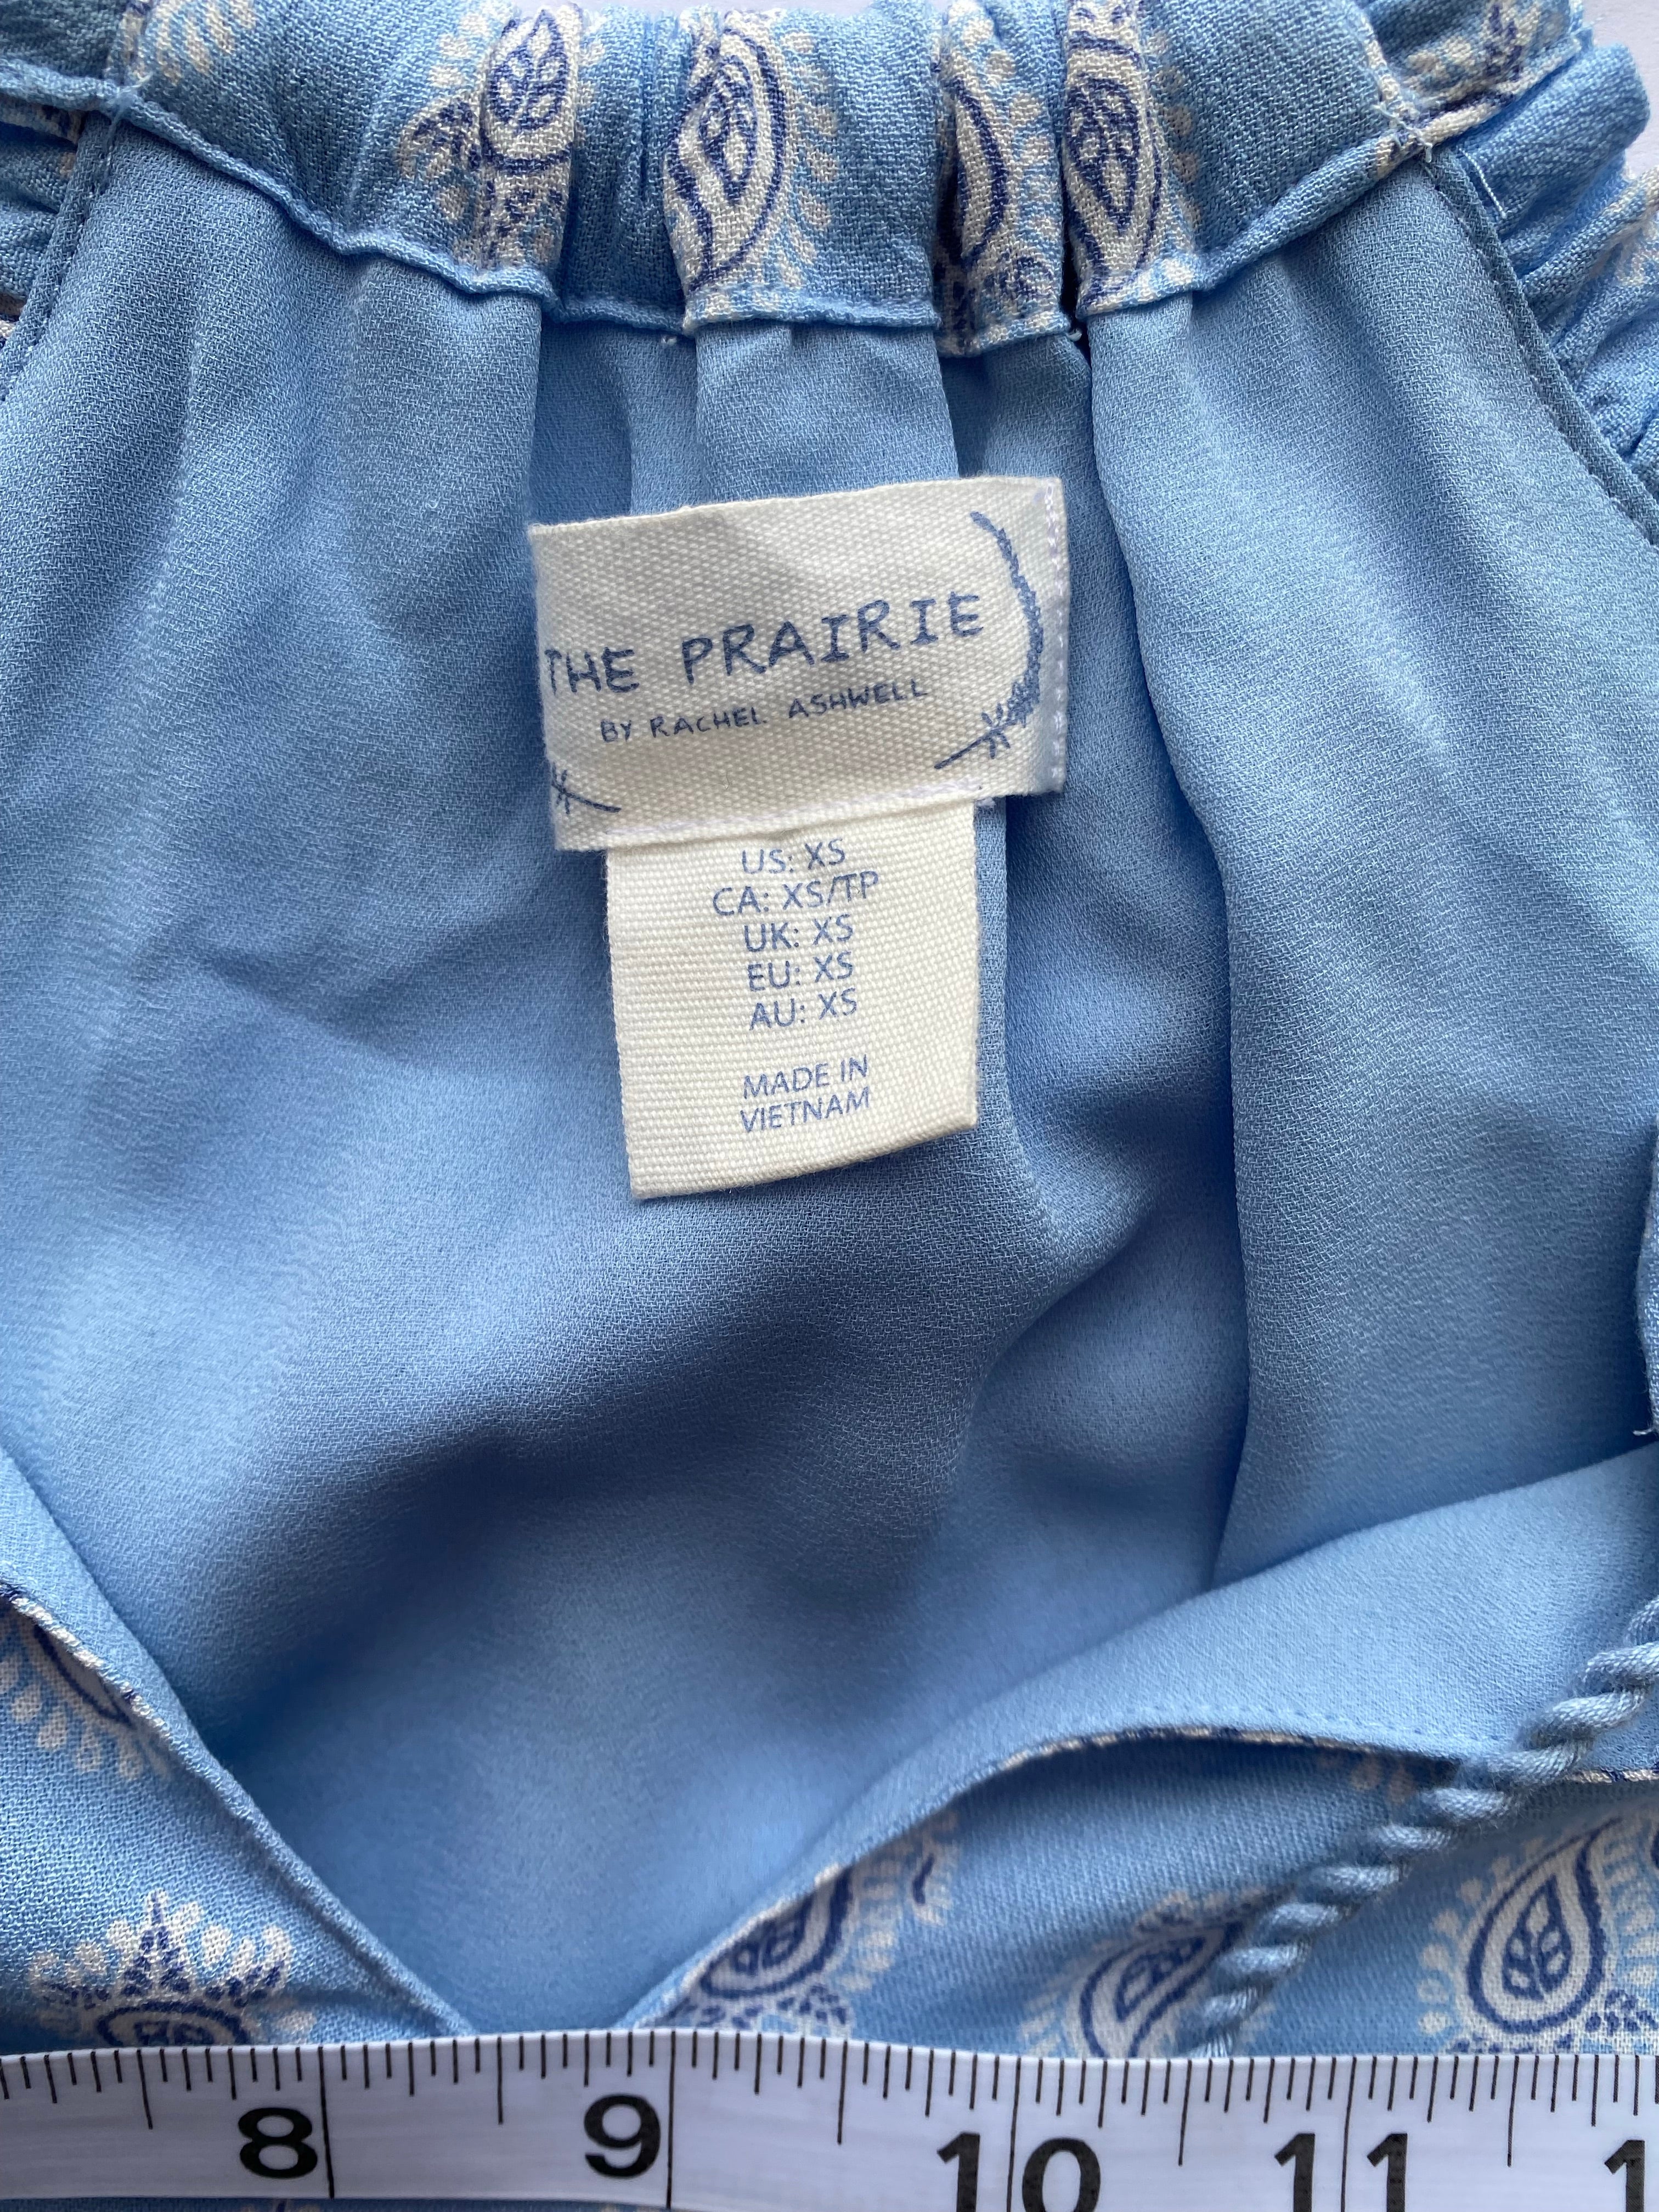 THE PRAIRIE
BY RACHEL ASHWELL
US: XS
CA: XS/TP
UK: XS
EU: XS
AU: XS
MADE IN
VIETNAM
8 9 10 11 1